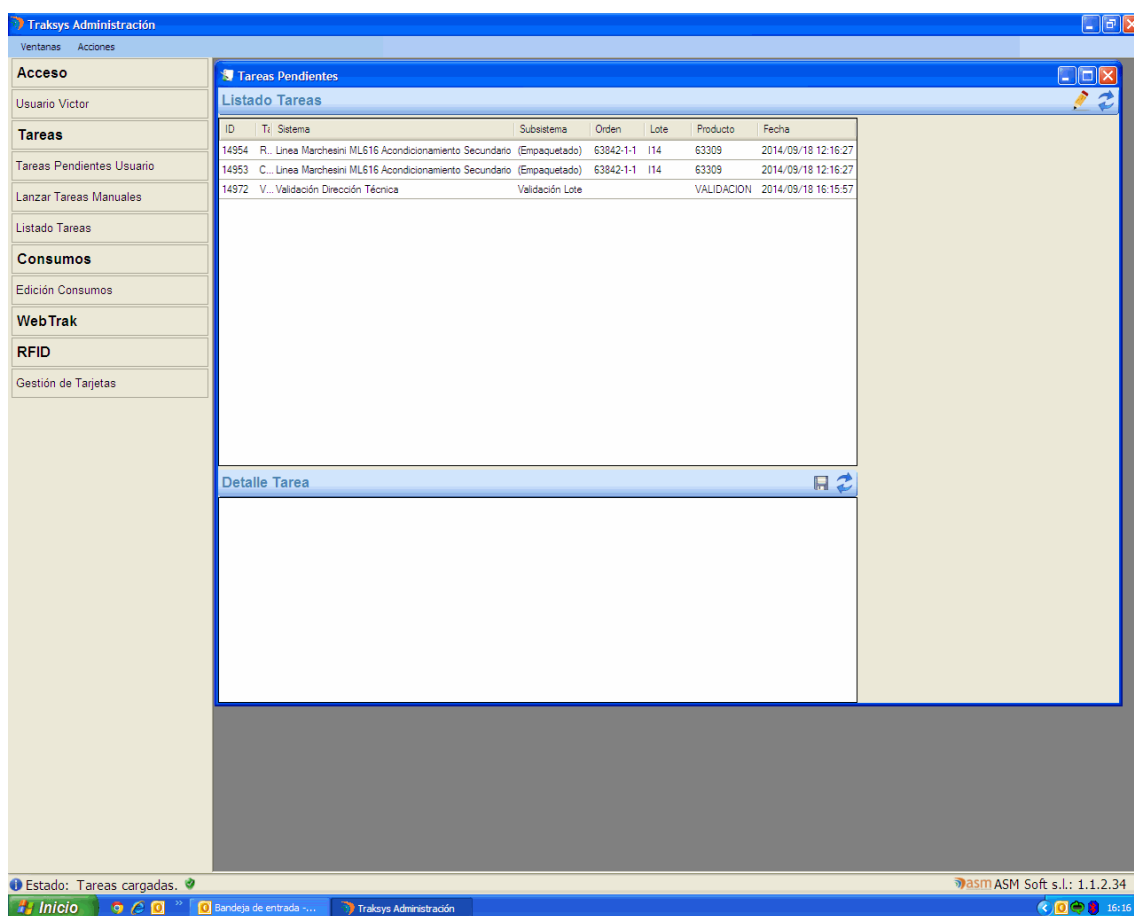 Traksys Administración
Ventanas Acciones
Acceso
Usuario Victor
Tareas
Tareas Pendientes Usuario
Lanzar Tareas Manuales
Listado Tareas
Consumos
Edición Consumos
WebTrak
RFID
Gestión de Tarjetas
Tareas Pendientes
Listado Tareas
ID Ta Sistema Subsistema Orden Lote Producto Fecha
14954 R... Linea Marchesini ML616 Acondicionamiento Secundario (Empaquetado) 63842-1-1 I14 63309 2014/09/18 12:16:27
14953 C... Linea Marchesini ML616 Acondicionamiento Secundario (Empaquetado) 63842-1-1 I14 63309 2014/09/18 12:16:27
14972 V... Validación Dirección Técnica Validación Lote VALIDACION 2014/09/18 16:15:57
Detalle Tarea
Estado: Tareas cargadas.
asm ASM Soft s.l.: 1.1.2.34
Inicio
Bandeja de entrada -...
Traksys Administración
16:16